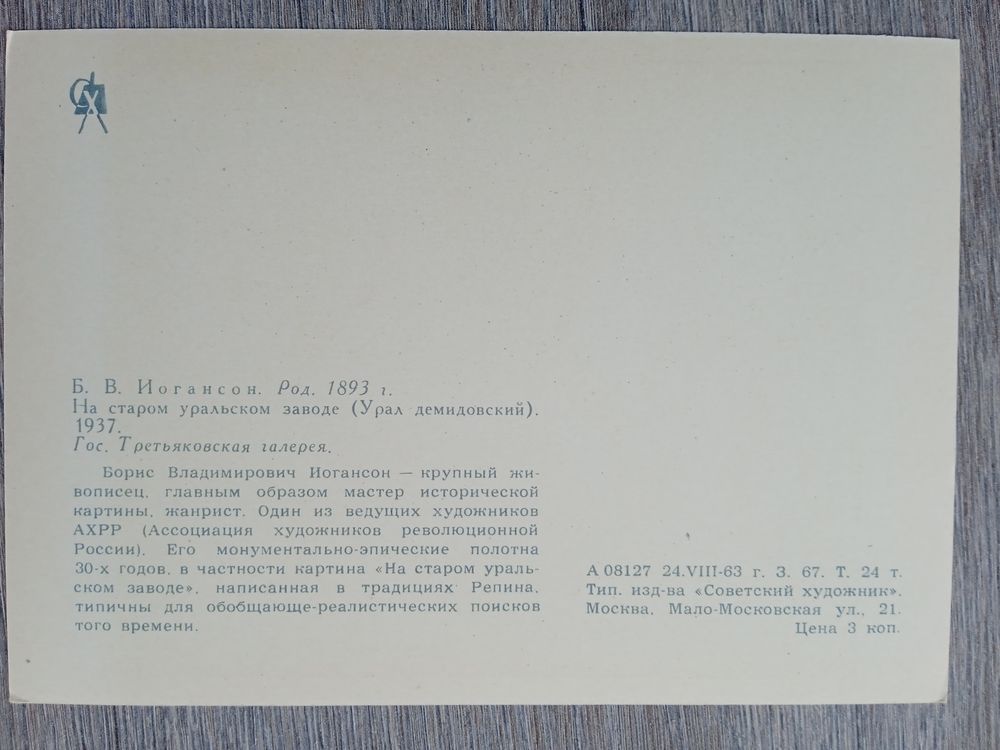 СХ
Б. В. Иогансон. Род. 1893 г.
На старом уральском заводе (Урал демидовский).
1937.
Гос. Третьяковская галерея.
Борис Владимирович Иогансон — крупный жи-
вописец, главным образом мастер исторической
картины, жанрист. Один из ведущих художников
АХРР (Ассоциация художников революционной
России). Его монументально-эпические полотна
30-х годов, в частности картина «На старом ураль-
ском заводе», написанная в традициях Репина,
типичны для обобщающе-реалистических поисков
того времени.
А 08127 24.VIII-63 г. З. 67. Т. 24 т.
Тип. изд-ва «Советский художник».
Москва, Мало-Московская ул., 21.
Цена 3 коп.